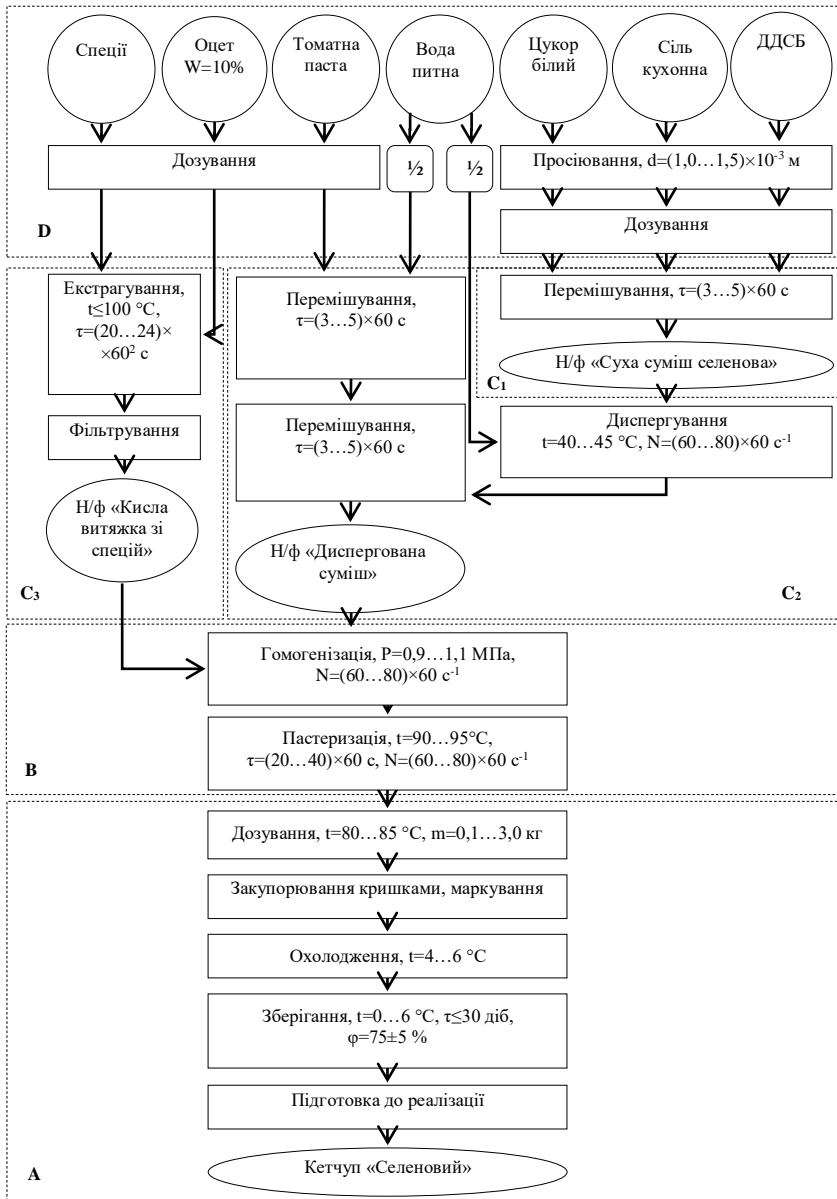 Спеції
Оцет
W=10%
Томатна
паста
Вода
питна
Цукор
білий
Сіль
кухонна
ДДСБ
Дозування
½
½
Просіювання, d=(1,0…1,5)×10⁻³ м
Дозування
D
Екстрагування,
t≤100 °C,
τ=(20…24)×
×60² с
Фільтрування
Н/ф «Кисла
витяжка зі
спецій»
C₃
Перемішування,
τ=(3…5)×60 с
Перемішування,
τ=(3…5)×60 с
Н/ф «Диспергована
суміш»
Перемішування, τ=(3…5)×60 с
Н/ф «Суха суміш селенова»
C₁
Диспергування
t=40…45 °C, N=(60…80)×60 с⁻¹
C₂
Гомогенізація, Р=0,9…1,1 МПа,
N=(60…80)×60 с⁻¹
Пастеризація, t=90…95°C,
τ=(20…40)×60 с, N=(60…80)×60 с⁻¹
B
Дозування, t=80…85 °C, m=0,1…3,0 кг
Закупорювання кришками, маркування
Охолодження, t=4…6 °C
Зберігання, t=0…6 °C, τ≤30 діб,
φ=75±5 %
Підготовка до реалізації
Кетчуп «Селеновий»
A